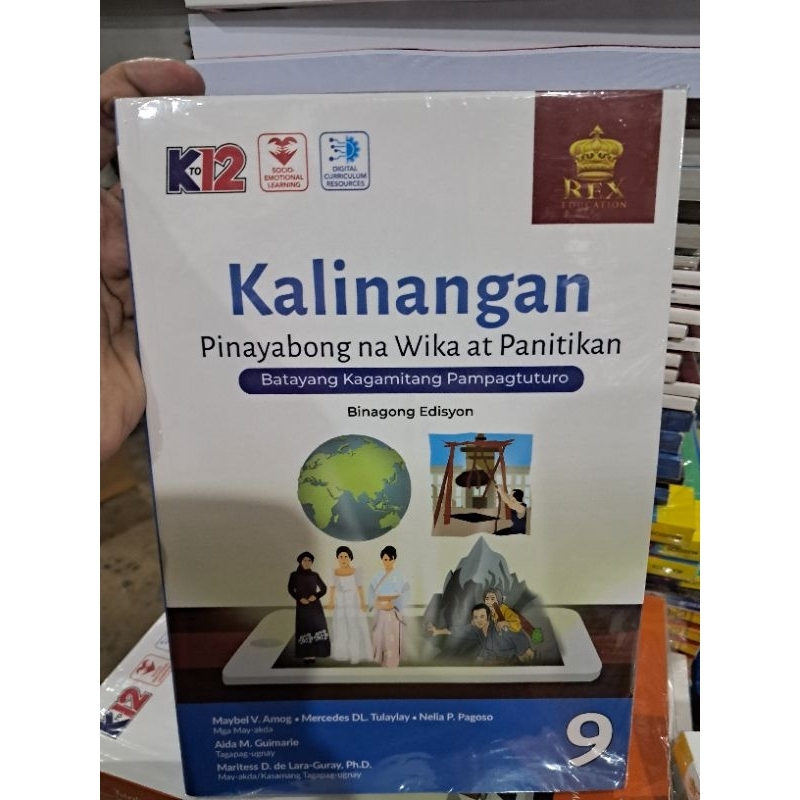 K TO 12
SOCIO-
EMOTIONAL
LEARNING
DIGITAL
CURRICULUM
RESOURCES
REX
EDUCATION
Kalinangan
Pinayabong na Wika at Panitikan
Batayang Kagamitang Pampagtuturo
Binagong Edisyon
Maybel V. Amog • Mercedes DL. Tulaylay • Nelia P. Pagoso
Mga May-akda
Aida M. Guimarie
Tagapag-ugnay
Maritess D. de Lara-Guray, Ph.D.
May-akda/Kasamang Tagapag-ugnay
9
K TO 12